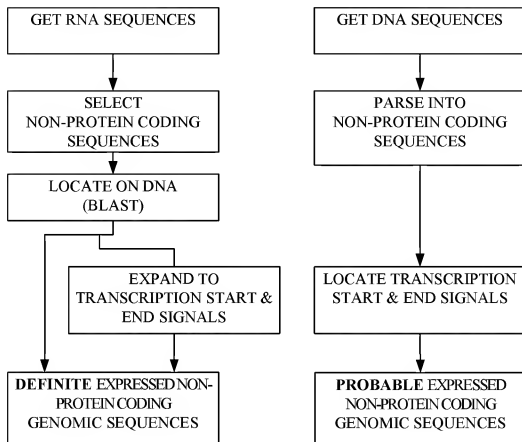 GET RNA SEQUENCES
SELECT
NON-PROTEIN CODING
SEQUENCES
LOCATE ON DNA
(BLAST)
EXPAND TO
TRANSCRIPTION START &
END SIGNALS
DEFINITE EXPRESSED NON-
PROTEIN CODING
GENOMIC SEQUENCES
GET DNA SEQUENCES
PARSE INTO
NON-PROTEIN CODING
SEQUENCES
LOCATE TRANSCRIPTION
START & END SIGNALS
PROBABLE EXPRESSED
NON-PROTEIN CODING
GENOMIC SEQUENCES